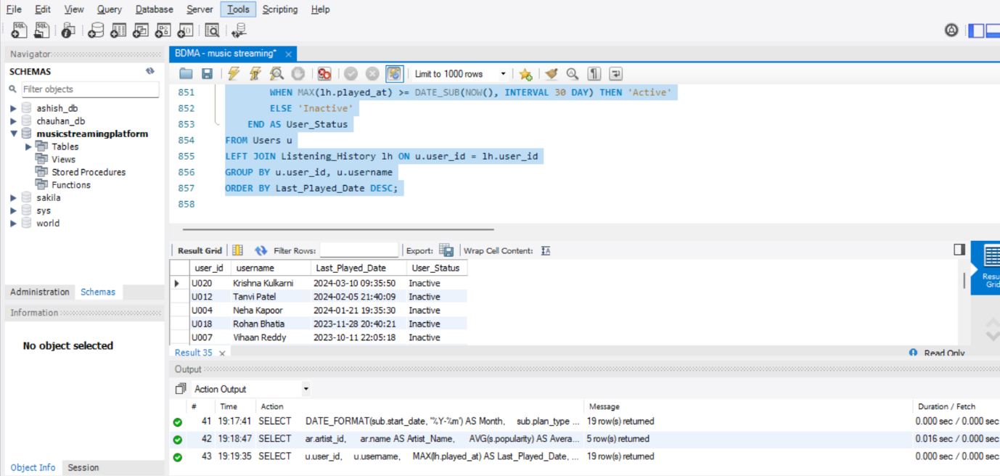 File Edit View Query Database Server Tools Scripting Help
Navigator
SCHEMAS
Filter objects
ashish_db
chauhan_db
musicstreamingplatform
Tables
Views
Stored Procedures
Functions
sakila
sys
world
Administration Schemas
Information
No object selected
Object Info Session
BDMA - music streaming* ×
Limit to 1000 rows
851 WHEN MAX(lh.played_at) >= DATE_SUB(NOW(), INTERVAL 30 DAY) THEN 'Active'
852 ELSE 'Inactive'
853 END AS User_Status
854 FROM Users u
855 LEFT JOIN Listening_History lh ON u.user_id = lh.user_id
856 GROUP BY u.user_id, u.username
857 ORDER BY Last_Played_Date DESC;
858
Result Grid Filter Rows: Export: Wrap Cell Content: IA
user_id username Last_Played_Date User_Status
U020 Krishna Kulkarni 2024-03-10 09:35:50 Inactive
U012 Tanvi Patel 2024-02-05 21:40:09 Inactive
U004 Neha Kapoor 2024-01-21 19:35:30 Inactive
U018 Rohan Bhatia 2023-11-28 20:40:21 Inactive
U007 Vihaan Reddy 2023-10-11 22:05:18 Inactive
Resu
Grid
Result 35 × Read Only
Output
Action Output
# Time Action Message Duration / Fetch
41 19:17:41 SELECT DATE_FORMAT(sub.start_date, '%Y-%m') AS Month, sub.plan_type ... 19 row(s) returned 0.000 sec / 0.000 sec
42 19:18:47 SELECT ar.artist_id, ar.name AS Artist_Name, AVG(s.popularity) AS Avera... 5 row(s) returned 0.016 sec / 0.000 sec
43 19:19:35 SELECT u.user_id, u.username, MAX(lh.played_at) AS Last_Played_Date, ... 19 row(s) returned 0.000 sec / 0.000 sec